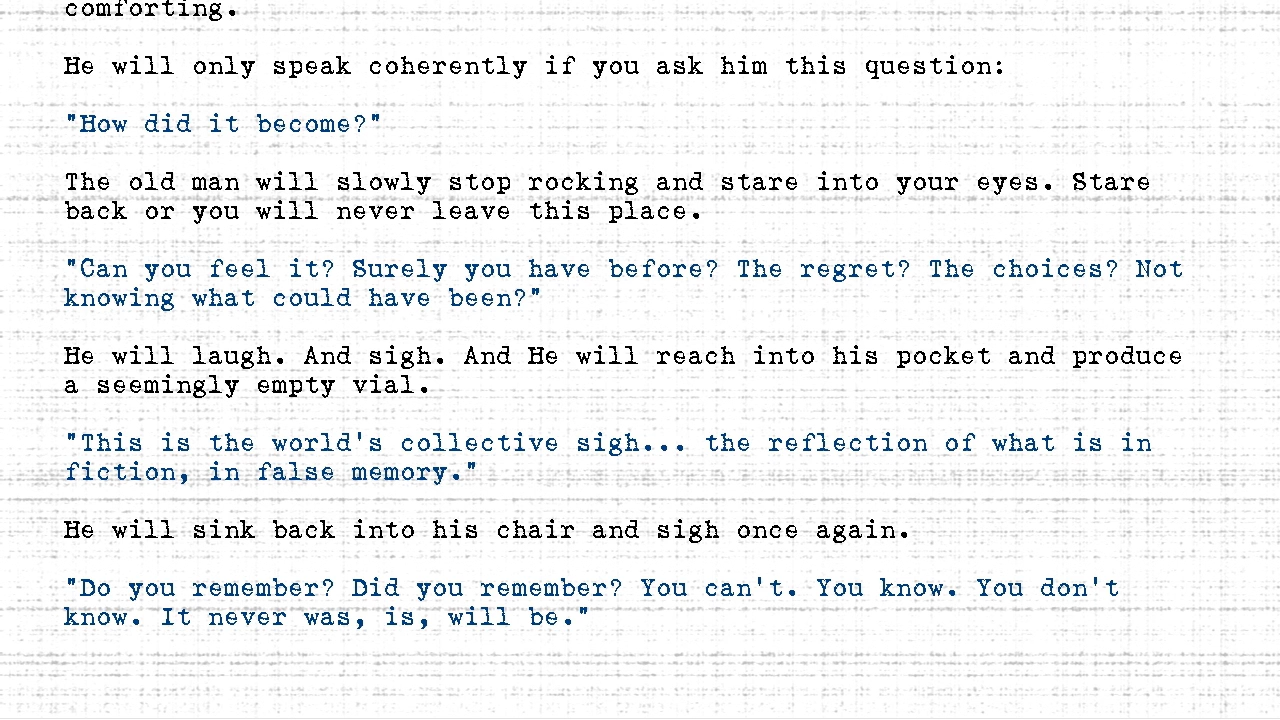 comforting.
He will only speak coherently if you ask him this question:
"How did it become?"
The old man will slowly stop rocking and stare into your eyes. Stare
back or you will never leave this place.
"Can you feel it? Surely you have before? The regret? The choices? Not
knowing what could have been?"
He will laugh. And sigh. And He will reach into his pocket and produce
a seemingly empty vial.
"This is the world's collective sigh... the reflection of what is in
fiction, in false memory."
He will sink back into his chair and sigh once again.
"Do you remember? Did you remember? You can't. You know. You don't
know. It never was, is, will be."